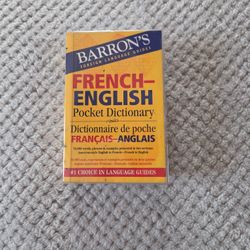 BARRON'S
FOREIGN LANGUAGE GUIDES
FRENCH–
ENGLISH
Pocket Dictionary
Dictionnaire de poche
FRANÇAIS–ANGLAIS
#1 CHOICE IN LANGUAGE GUIDES